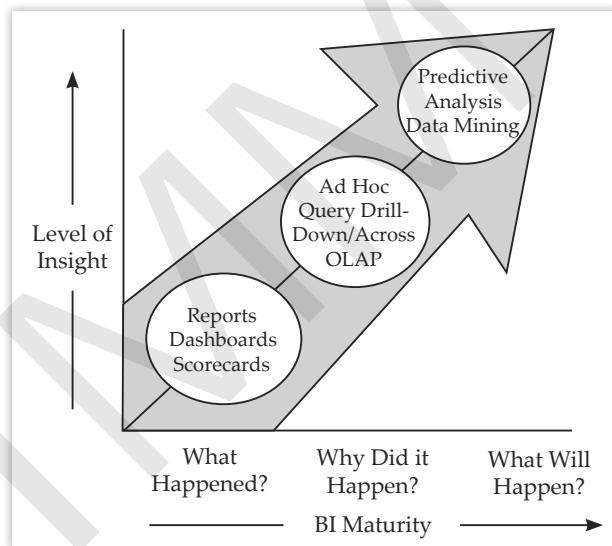 Predictive
Analysis
Data Mining
Ad Hoc
Query Drill-
Down/Across
OLAP
Level of
Insight
Reports
Dashboards
Scorecards
What
Happened?
Why Did it
Happen?
What Will
Happen?
BI Maturity